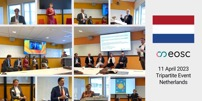 eosc
11 April 2023
Tripartite Event
Netherlands